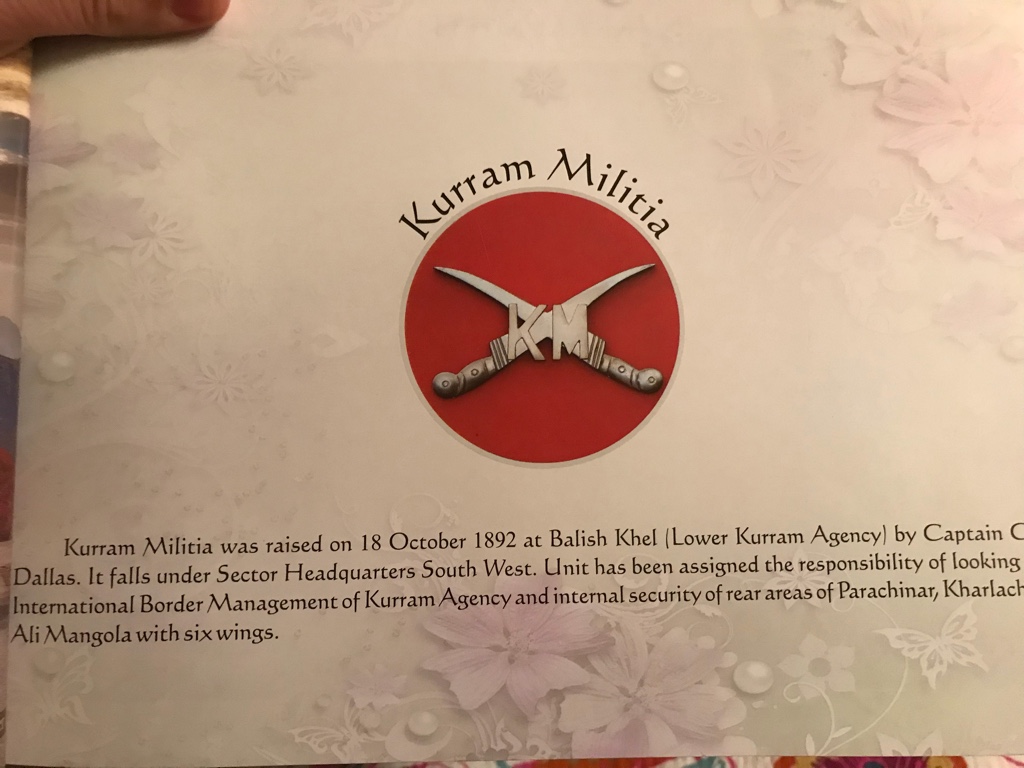 Kurram Militia
KM
Kurram Militia was raised on 18 October 1892 at Balish Khel (Lower Kurram Agency) by Captain C
Dallas. It falls under Sector Headquarters South West. Unit has been assigned the responsibility of looking
International Border Management of Kurram Agency and internal security of rear areas of Parachinar, Kharlach
Ali Mangola with six wings.